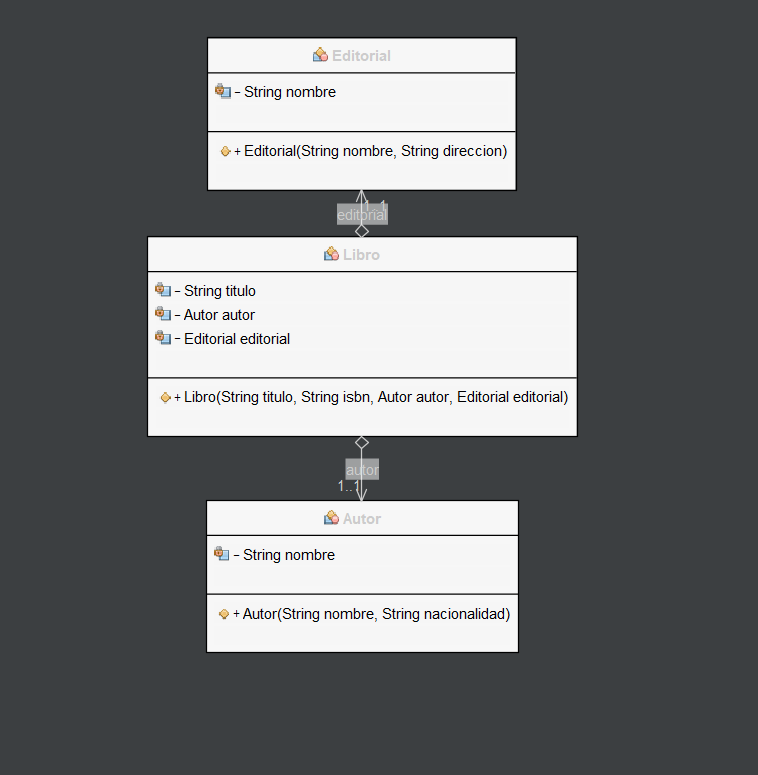 Editorial
– String nombre
+ Editorial(String nombre, String direccion)
1..1
editorial
Libro
– String titulo
– Autor autor
– Editorial editorial
+ Libro(String titulo, String isbn, Autor autor, Editorial editorial)
autor
1..1
Autor
– String nombre
+ Autor(String nombre, String nacionalidad)